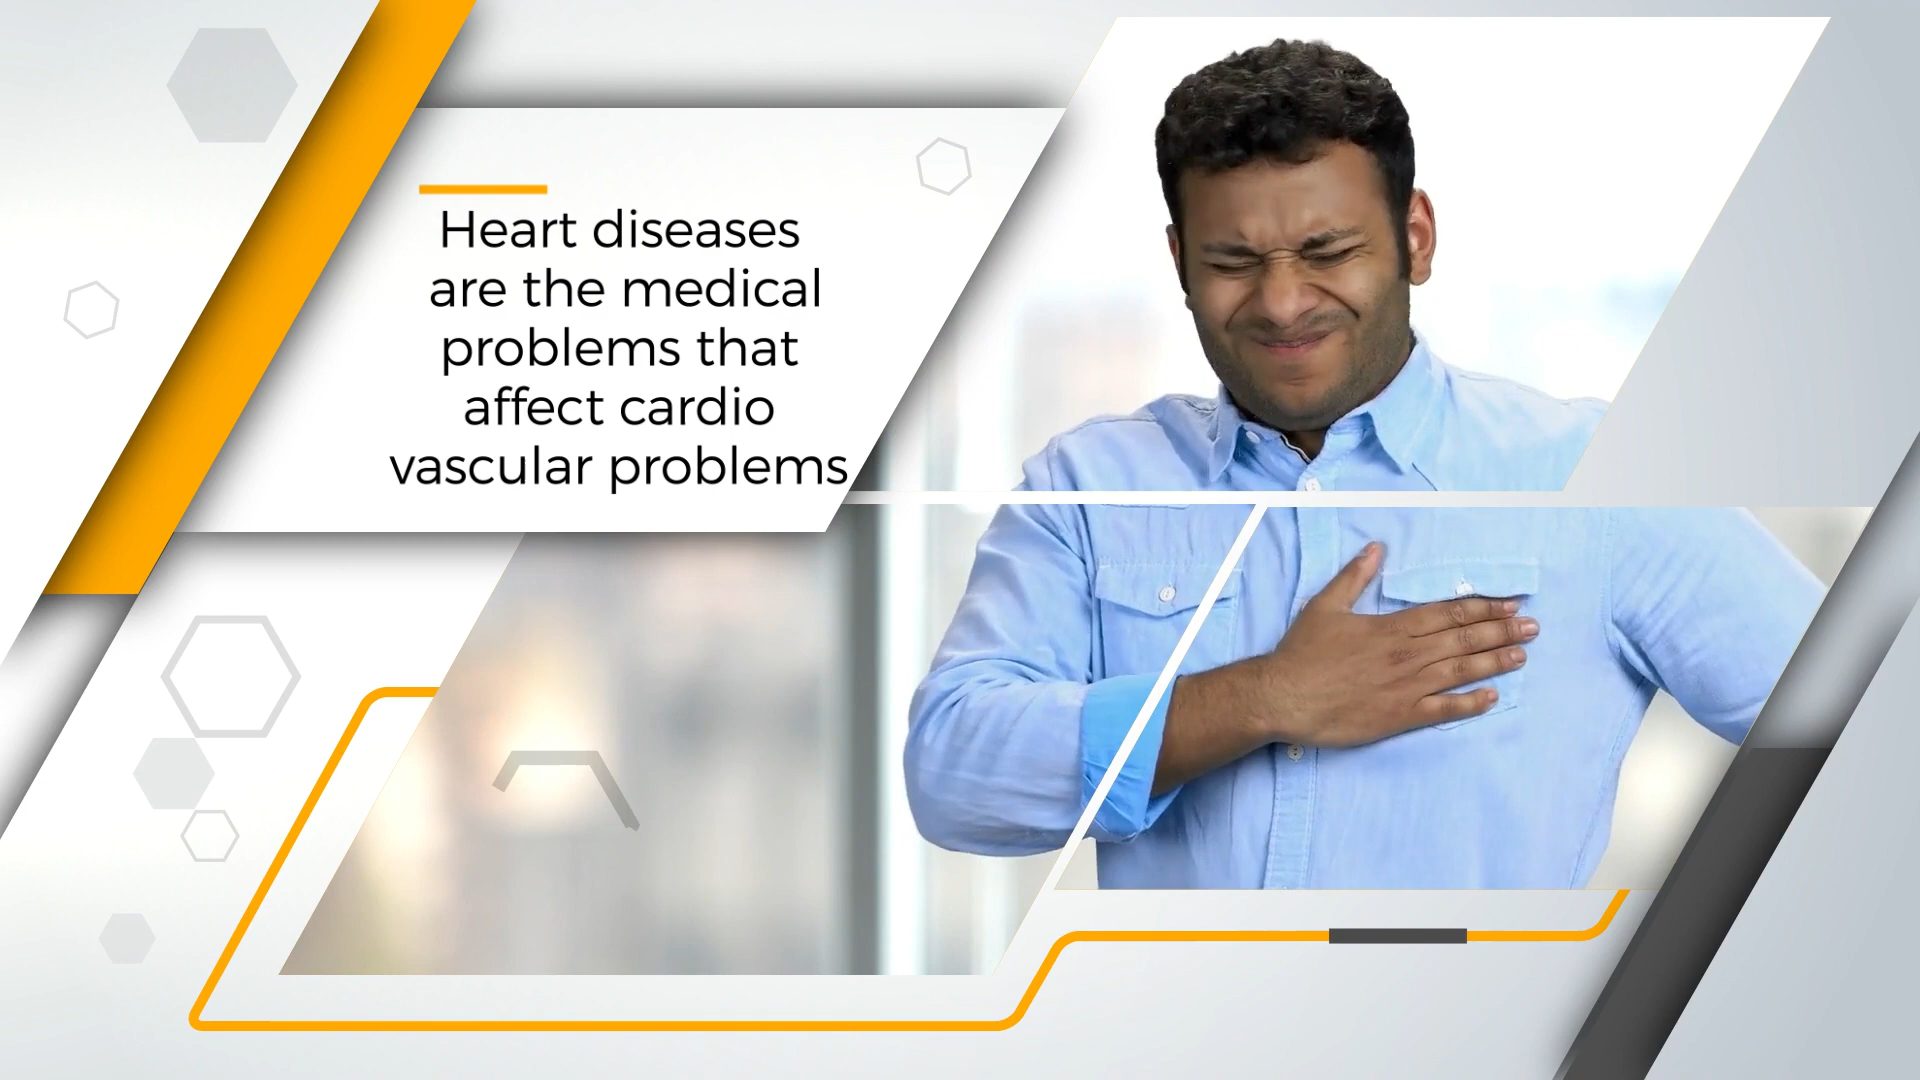 Heart diseases
are the medical
problems that
affect cardio
vascular problems